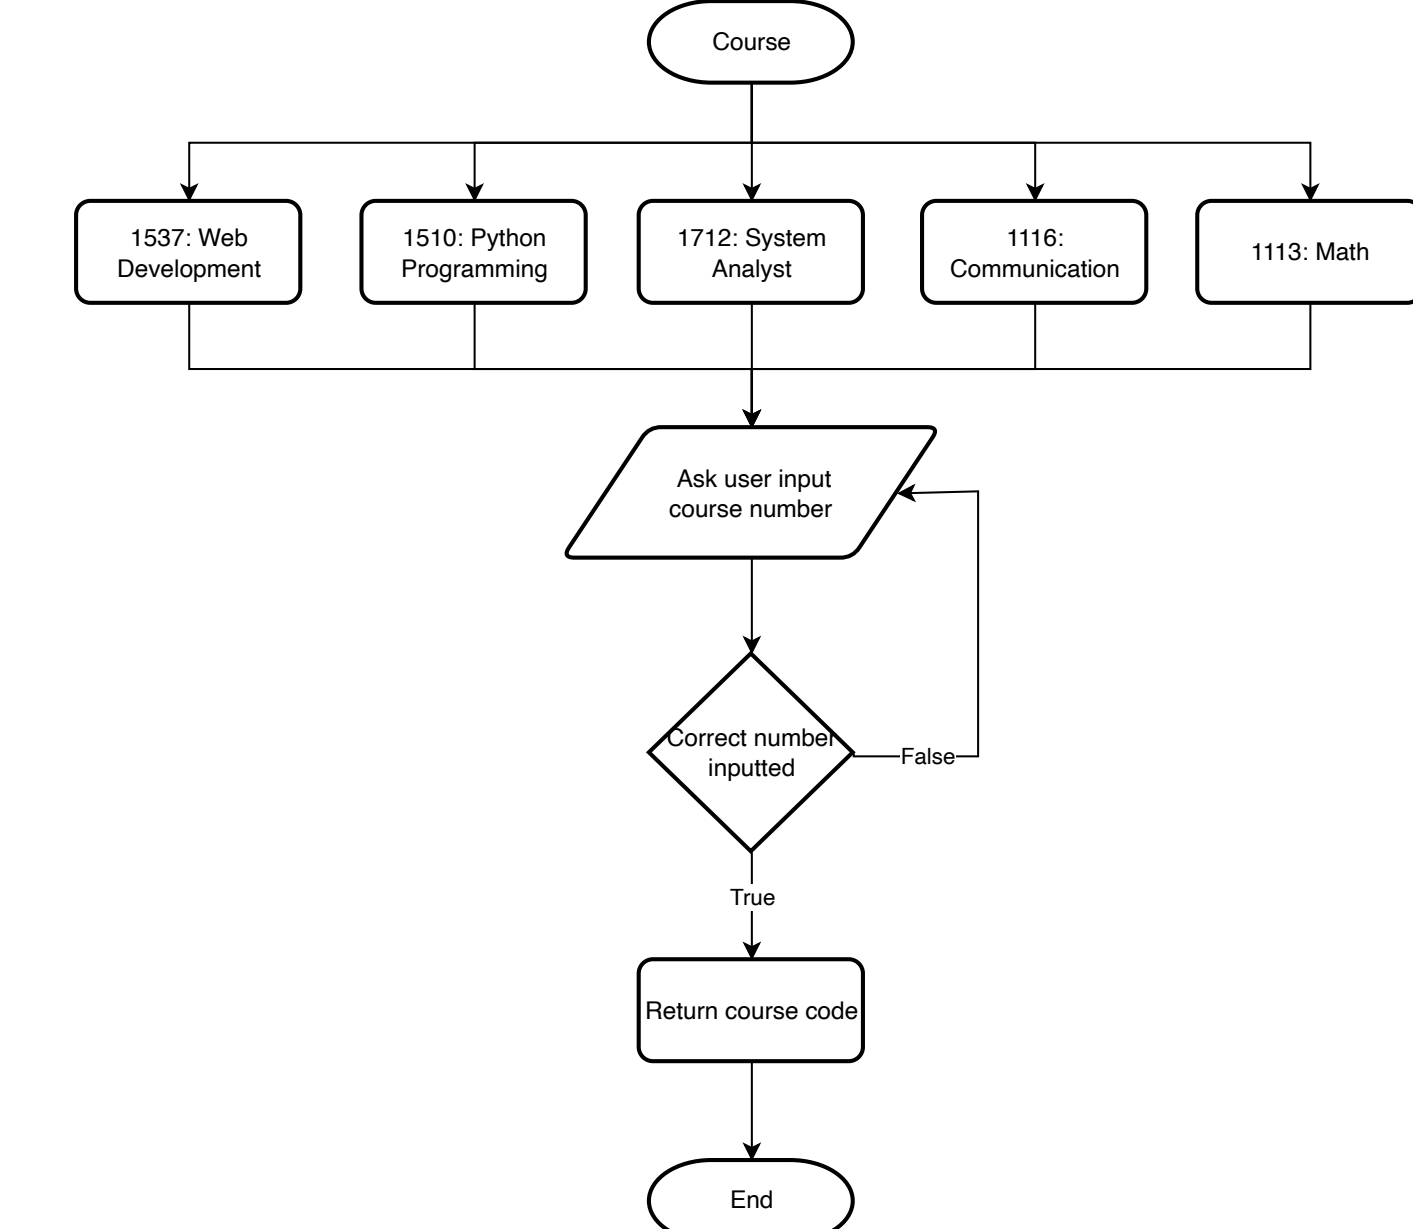 Course
1537: Web
Development
1510: Python
Programming
1712: System
Analyst
1116:
Communication
1113: Math
Ask user input
course number
Correct number
inputted
False
True
Return course code
End